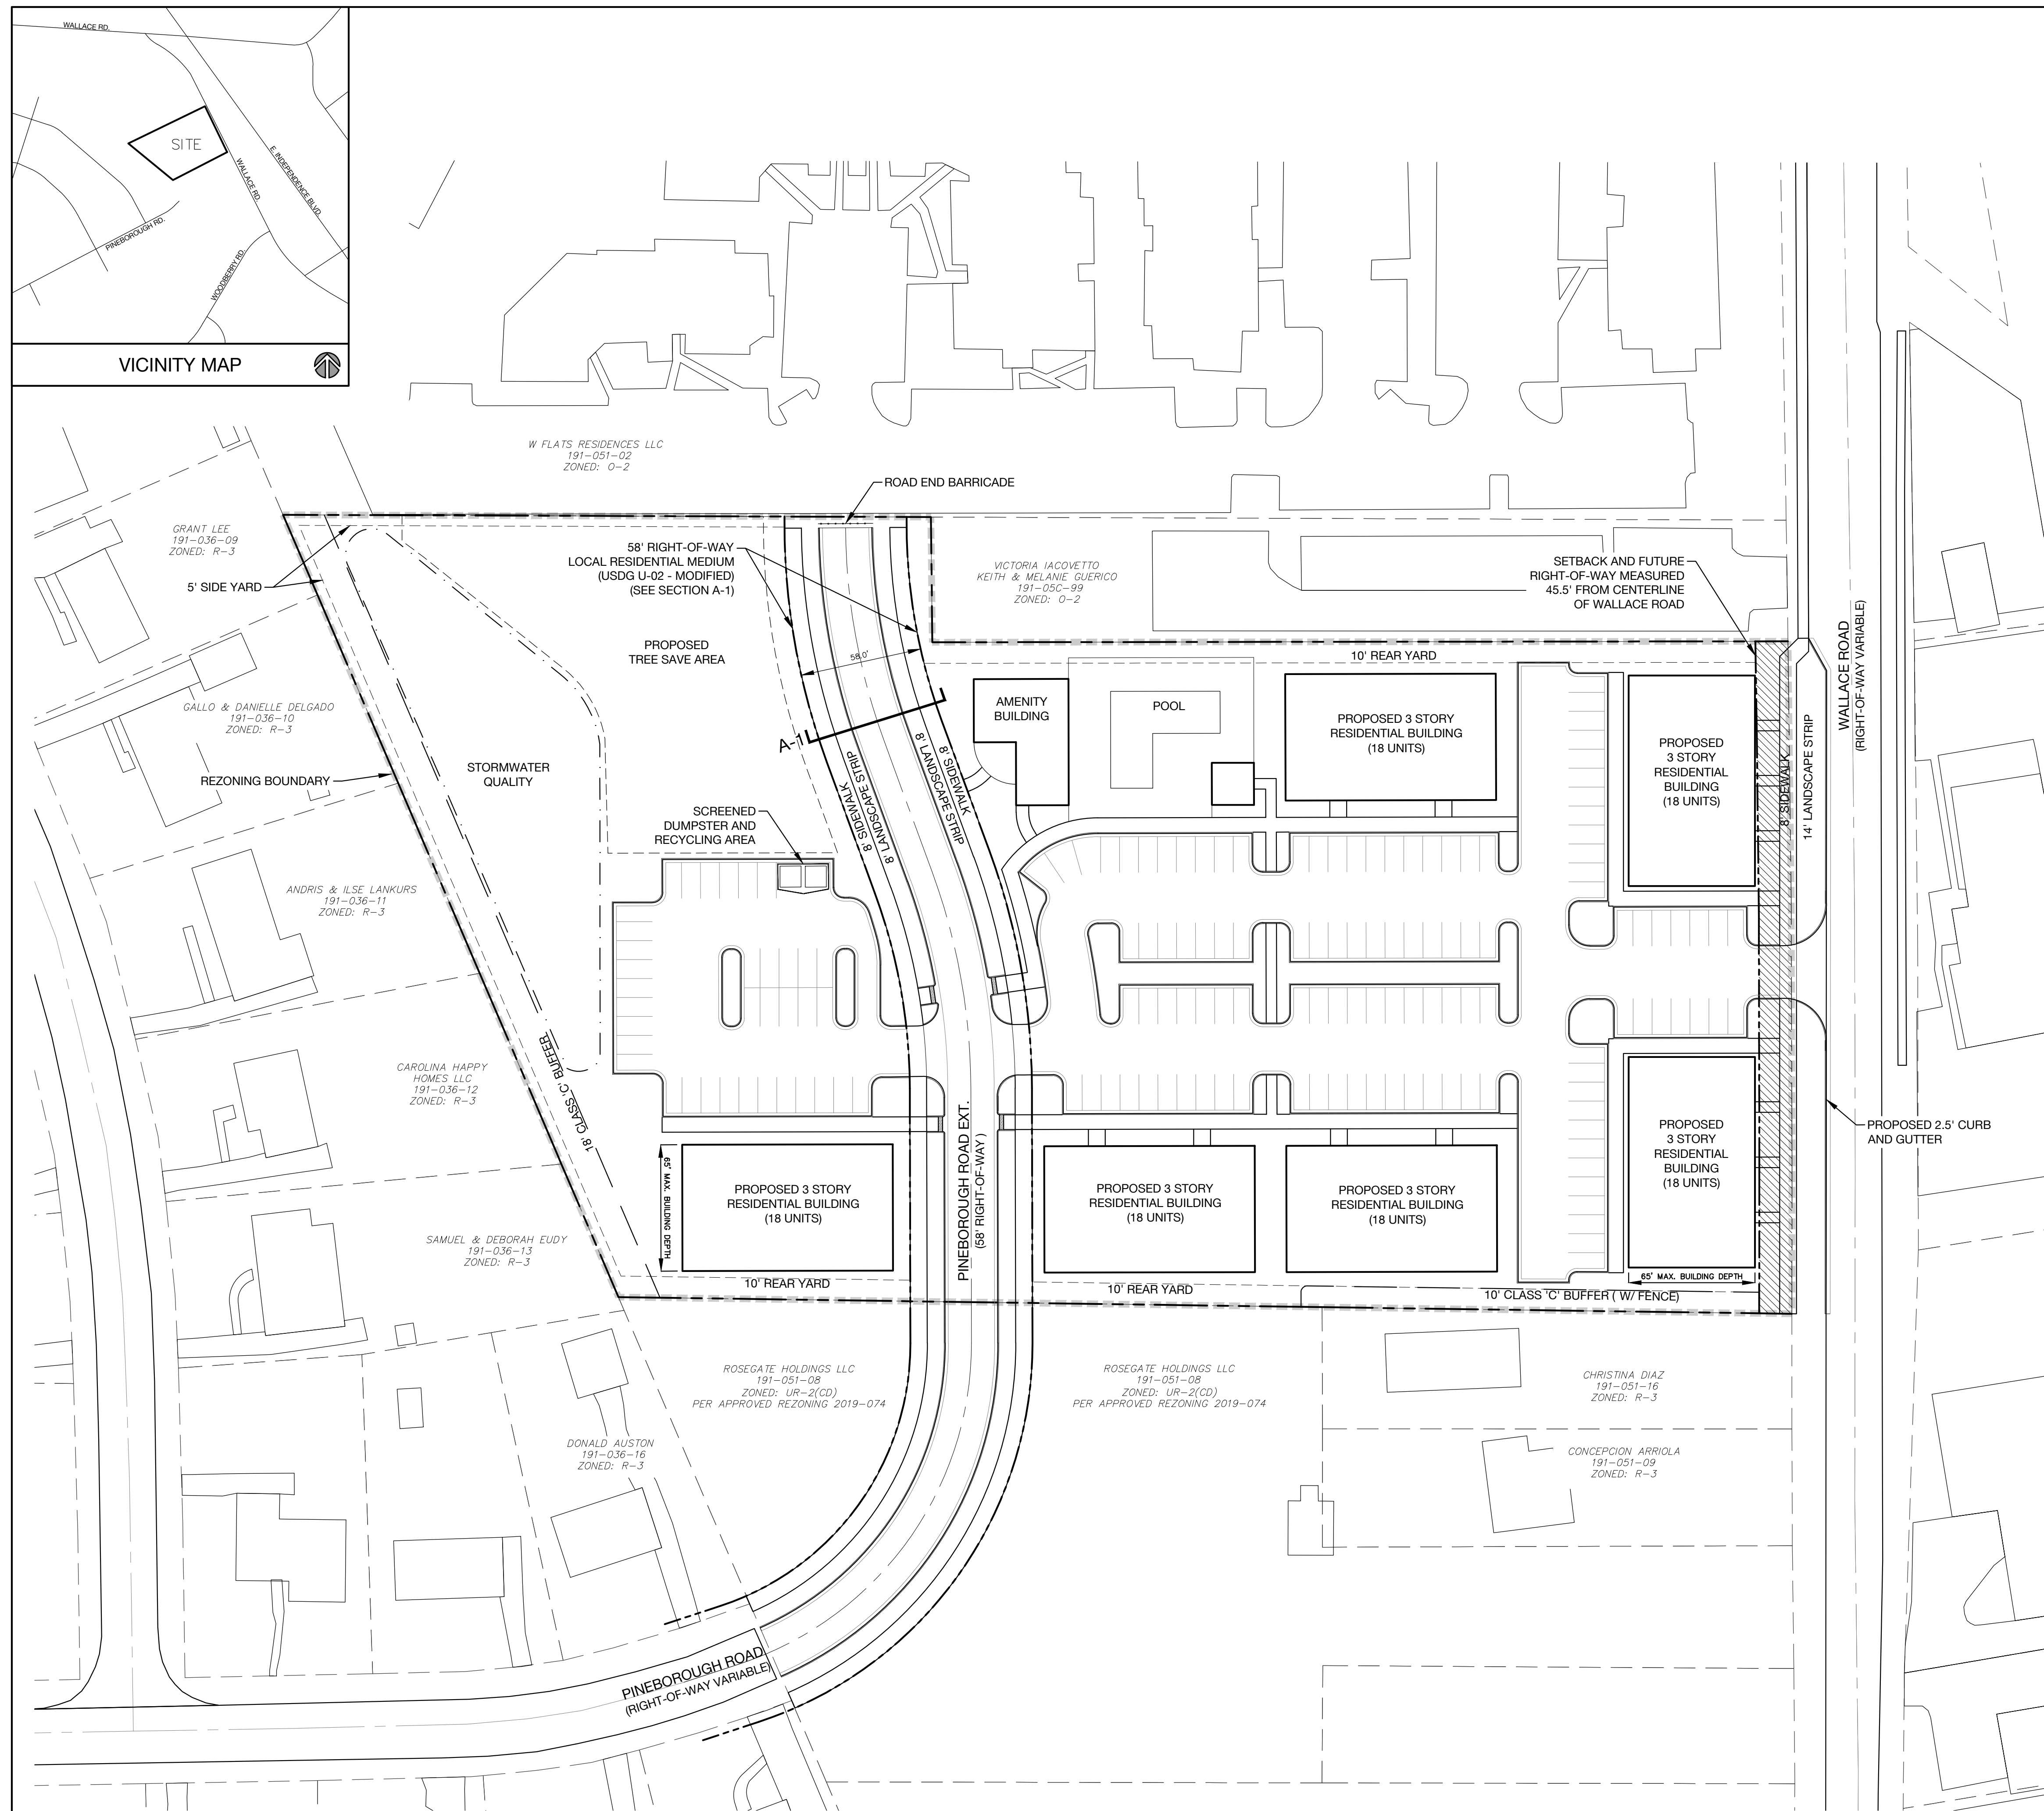 WALLACE RD.
SITE
E. INDEPENDENCE BLVD.
WALLACE RD.
PINEBOROUGH RD.
WOODBERRY RD.
VICINITY MAP
W FLATS RESIDENCES LLC
191-051-02
ZONED: O-2
ROAD END BARRICADE
GRANT LEE
191-036-09
ZONED: R-3
5' SIDE YARD
58' RIGHT-OF-WAY
LOCAL RESIDENTIAL MEDIUM
(USDG U-02 - MODIFIED)
(SEE SECTION A-1)
VICTORIA IACOVETTO
KEITH & MELANIE GUERICO
191-05C-99
ZONED: O-2
SETBACK AND FUTURE
RIGHT-OF-WAY MEASURED
45.5' FROM CENTERLINE
OF WALLACE ROAD
WALLACE ROAD
(RIGHT-OF-WAY VARIABLE)
PROPOSED
TREE SAVE AREA
58.0'
10' REAR YARD
GALLO & DANIELLE DELGADO
191-036-10
ZONED: R-3
AMENITY
BUILDING
POOL
PROPOSED 3 STORY
RESIDENTIAL BUILDING
(18 UNITS)
PROPOSED
3 STORY
RESIDENTIAL
BUILDING
(18 UNITS)
8' SIDEWALK
14' LANDSCAPE STRIP
A-1
REZONING BOUNDARY
STORMWATER
QUALITY
8' SIDEWALK
8' LANDSCAPE STRIP
8' LANDSCAPE STRIP
8' SIDEWALK
SCREENED
DUMPSTER AND
RECYCLING AREA
ANDRIS & ILSE LANKURS
191-036-11
ZONED: R-3
CAROLINA HAPPY
HOMES LLC
191-036-12
ZONED: R-3
18' CLASS 'C' BUFFER
PINEBOROUGH ROAD EXT.
(58' RIGHT-OF-WAY )
PROPOSED 2.5' CURB
AND GUTTER
65' MAX. BUILDING DEPTH
PROPOSED 3 STORY
RESIDENTIAL BUILDING
(18 UNITS)
PROPOSED 3 STORY
RESIDENTIAL BUILDING
(18 UNITS)
PROPOSED 3 STORY
RESIDENTIAL BUILDING
(18 UNITS)
PROPOSED
3 STORY
RESIDENTIAL
BUILDING
(18 UNITS)
SAMUEL & DEBORAH EUDY
191-036-13
ZONED: R-3
10' REAR YARD
10' REAR YARD
65' MAX. BUILDING DEPTH
10' CLASS 'C' BUFFER ( W/ FENCE)
ROSEGATE HOLDINGS LLC
191-051-08
ZONED: UR-2(CD)
PER APPROVED REZONING 2019-074
ROSEGATE HOLDINGS LLC
191-051-08
ZONED: UR-2(CD)
PER APPROVED REZONING 2019-074
CHRISTINA DIAZ
191-051-16
ZONED: R-3
DONALD AUSTON
191-036-16
ZONED: R-3
CONCEPCION ARRIOLA
191-051-09
ZONED: R-3
PINEBOROUGH ROAD
(RIGHT-OF-WAY VARIABLE)